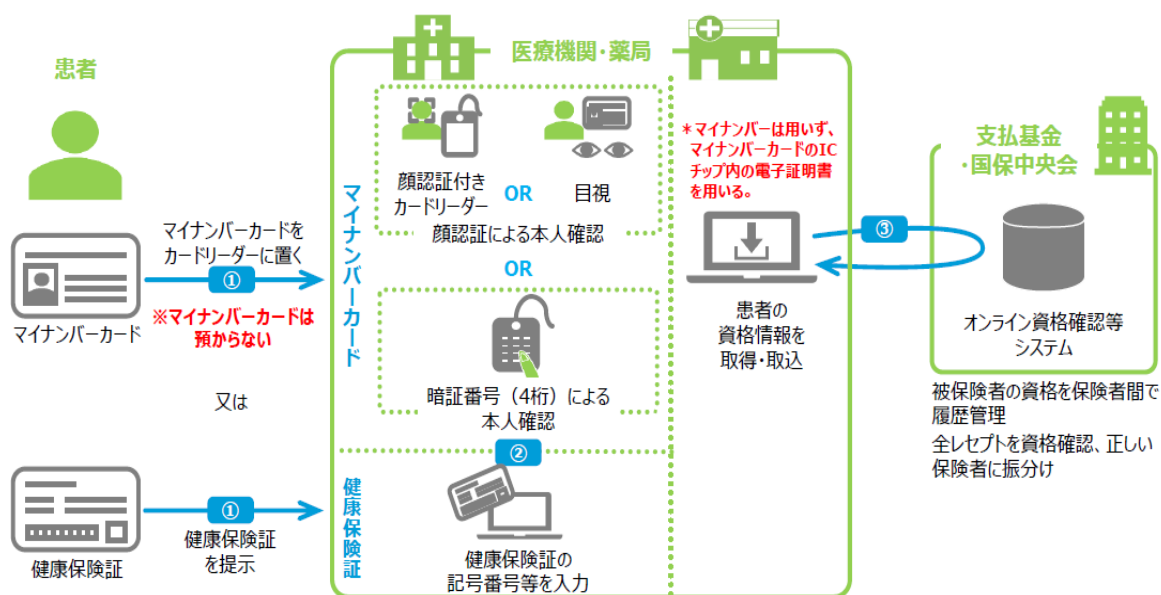 患者
マイナンバーカードを
カードリーダーに置く
①
※マイナンバーカードは
預からない
マイナンバーカード
又は
①
健康保険証
を提示
健康保険証
医療機関・薬局
マイナンバーカード
顔認証付き
カードリーダー
OR
目視
顔認証による本人確認
OR
暗証番号（4桁）による
本人確認
②
健康保険証
健康保険証の
記号番号等を入力
＊マイナンバーは用いず、
マイナンバーカードのIC
チップ内の電子証明書
を用いる。
患者の
資格情報を
取得・取込
③
支払基金
・国保中央会
オンライン資格確認等
システム
被保険者の資格を保険者間で
履歴管理
全レセプトを資格確認、正しい
保険者に振分け